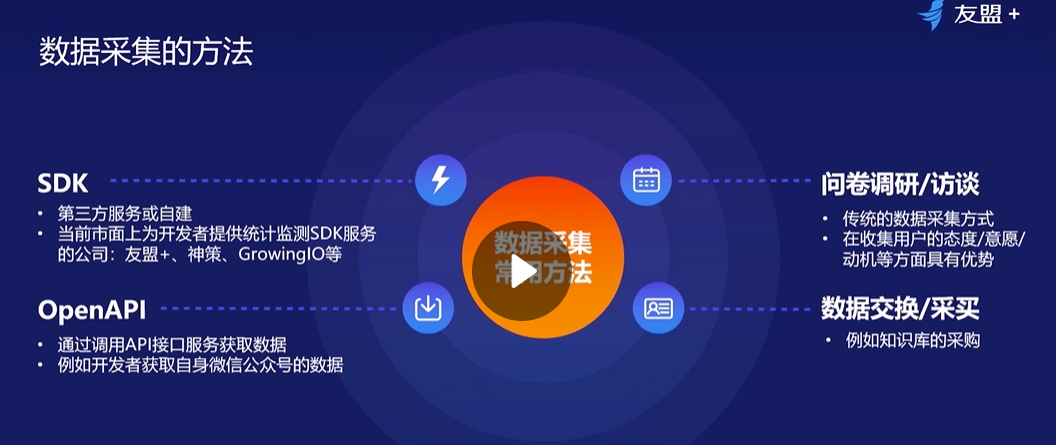 友盟+
数据采集的方法
SDK
• 第三方服务或自建
• 当前市面上为开发者提供统计监测SDK服务
的公司：友盟+、神策、GrowingIO等
OpenAPI
• 通过调用API接口服务获取数据
• 例如开发者获取自身微信公众号的数据
数据采集
常用方法
问卷调研/访谈
• 传统的数据采集方式
• 在收集用户的态度/意愿/
动机等方面具有优势
数据交换/采买
• 例如知识库的采购